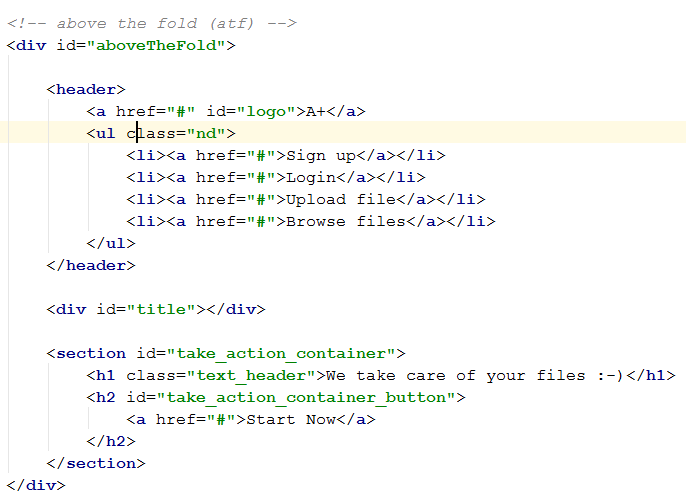 <!-- above the fold (atf) -->
<div id="aboveTheFold">
<header>
<a href="#" id="logo">A+</a>
<ul class="nd">
<li><a href="#">Sign up</a></li>
<li><a href="#">Login</a></li>
<li><a href="#">Upload file</a></li>
<li><a href="#">Browse files</a></li>
</ul>
</header>
<div id="title"></div>
<section id="take_action_container">
<h1 class="text_header">We take care of your files :-)</h1>
<h2 id="take_action_container_button">
<a href="#">Start Now</a>
</h2>
</section>
</div>